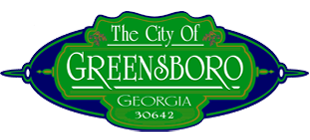 The City Of
GREENSBORO
GEORGIA
30642